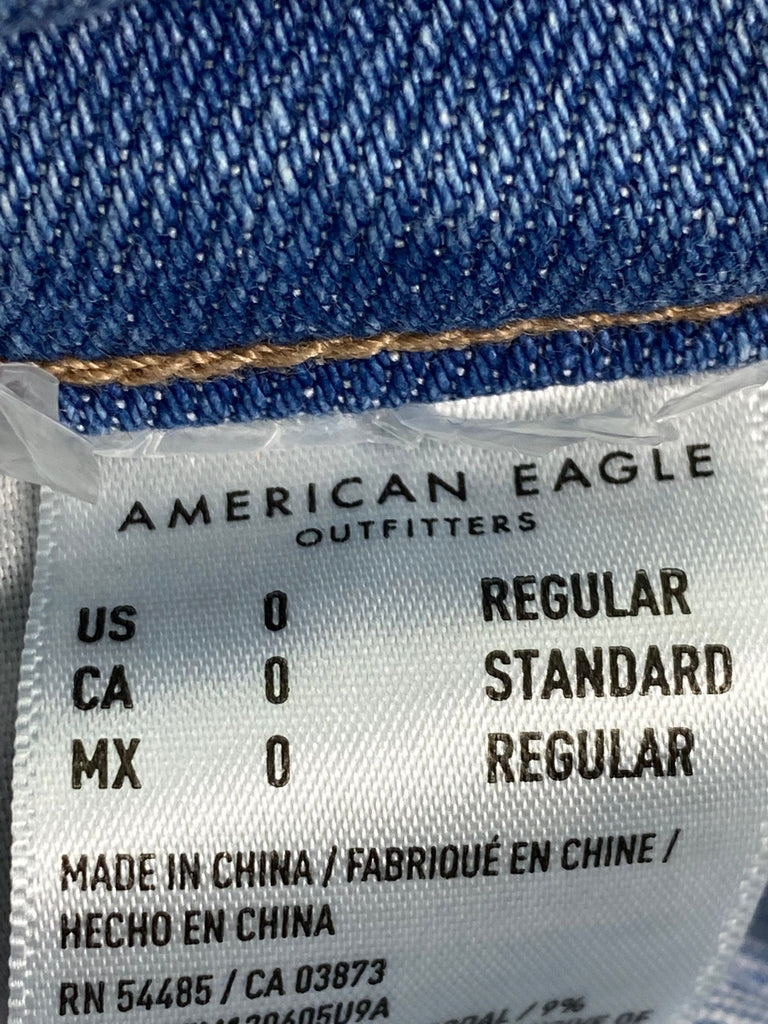 AMERICAN EAGLE
OUTFITTERS
US 0 REGULAR
CA 0 STANDARD
MX 0 REGULAR
MADE IN CHINA / FABRIQUÉ EN CHINE /
HECHO EN CHINA
RN 54485 / CA 03873
/ 9%